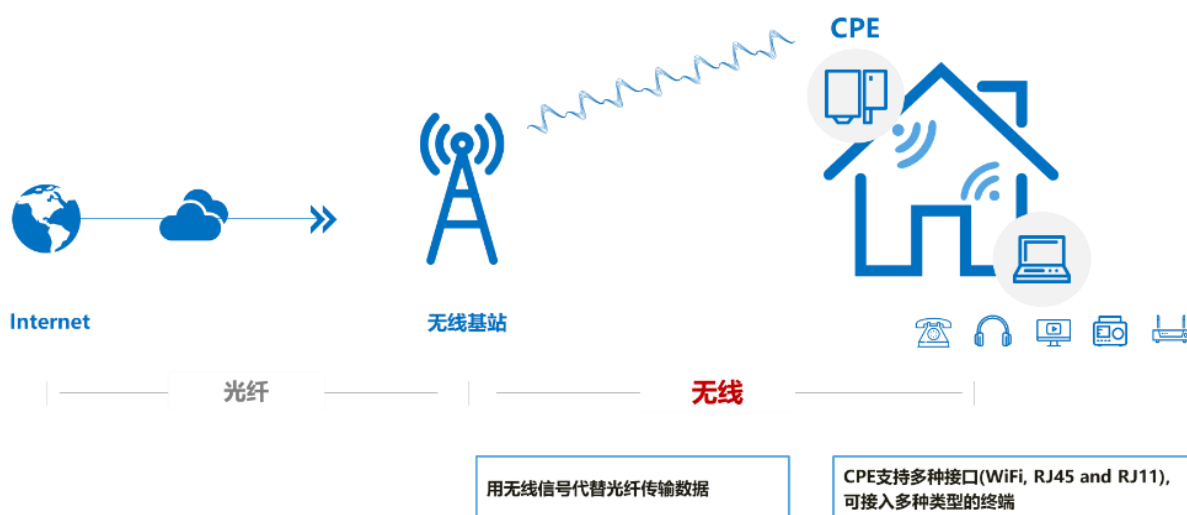 CPE
Internet
无线基站
光纤
无线
用无线信号代替光纤传输数据
CPE支持多种接口(WiFi, RJ45 and RJ11),
可接入多种类型的终端